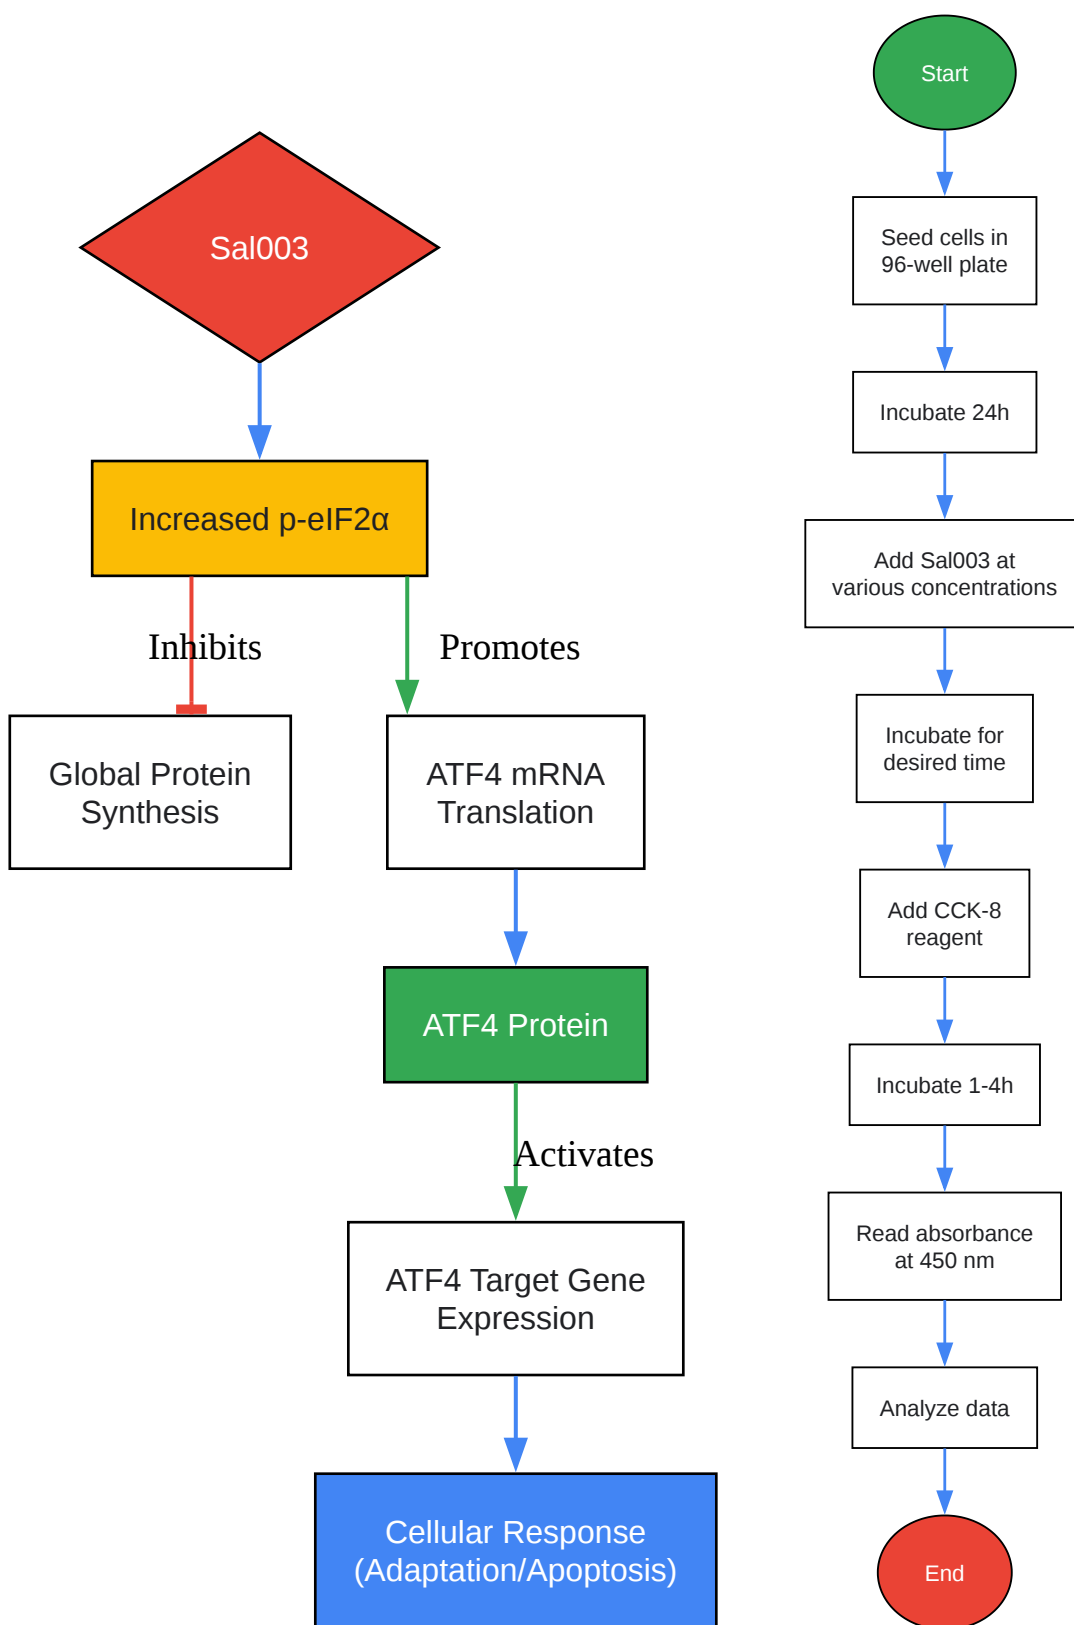 Sal003
Increased p-eIF2α
Inhibits
Promotes
Global Protein
Synthesis
ATF4 mRNA
Translation
ATF4 Protein
Activates
ATF4 Target Gene
Expression
Cellular Response
(Adaptation/Apoptosis)
Start
Seed cells in
96-well plate
Incubate 24h
Add Sal003 at
various concentrations
Incubate for
desired time
Add CCK-8
reagent
Incubate 1-4h
Read absorbance
at 450 nm
Analyze data
End